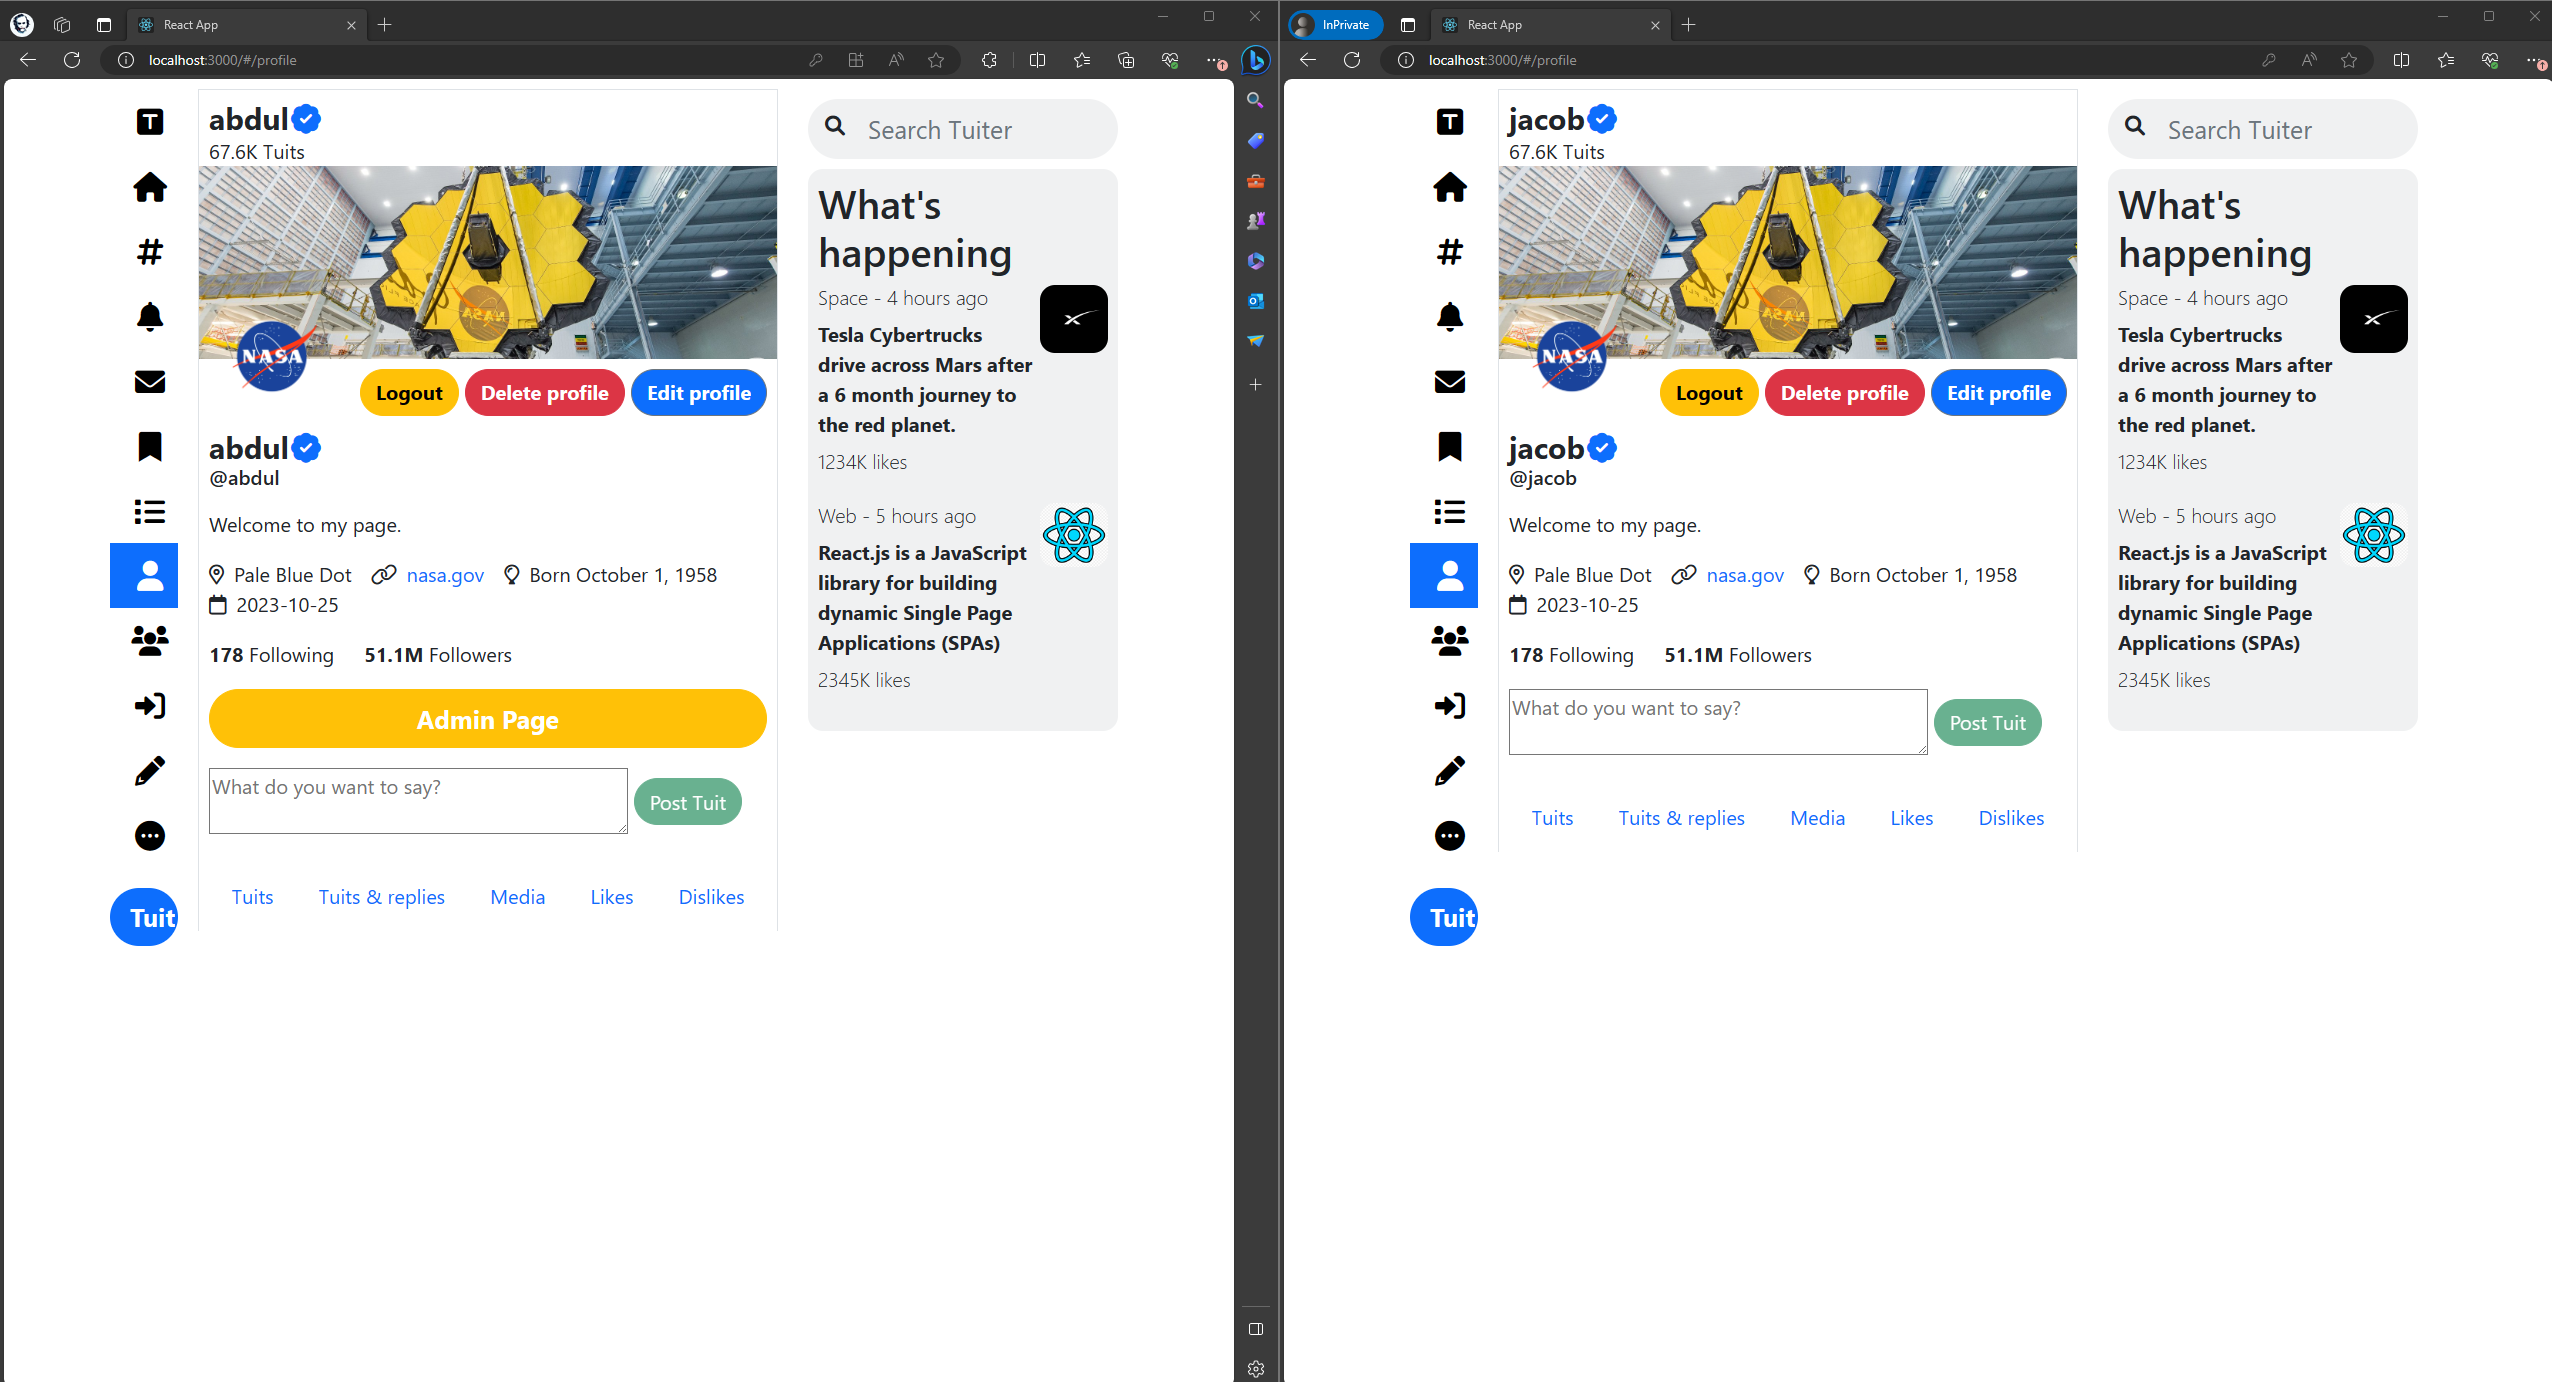 React App
localhost:3000/#/profile
T
abdul
67.6K Tuits
NASA
Logout
Delete profile
Edit profile
abdul
@abdul
Welcome to my page.
Pale Blue Dot
nasa.gov
Born October 1, 1958
2023-10-25
178 Following
51.1M Followers
Admin Page
What do you want to say?
Post Tuit
Tuits
Tuits & replies
Media
Likes
Dislikes
Tuit
Search Tuiter
What's
happening
Space - 4 hours ago
Tesla Cybertrucks
drive across Mars after
a 6 month journey to
the red planet.
1234K likes
Web - 5 hours ago
React.js is a JavaScript
library for building
dynamic Single Page
Applications (SPAs)
2345K likes
InPrivate
React App
localhost:3000/#/profile
T
jacob
67.6K Tuits
NASA
Logout
Delete profile
Edit profile
jacob
@jacob
Welcome to my page.
Pale Blue Dot
nasa.gov
Born October 1, 1958
2023-10-25
178 Following
51.1M Followers
What do you want to say?
Post Tuit
Tuits
Tuits & replies
Media
Likes
Dislikes
Tuit
Search Tuiter
What's
happening
Space - 4 hours ago
Tesla Cybertrucks
drive across Mars after
a 6 month journey to
the red planet.
1234K likes
Web - 5 hours ago
React.js is a JavaScript
library for building
dynamic Single Page
Applications (SPAs)
2345K likes